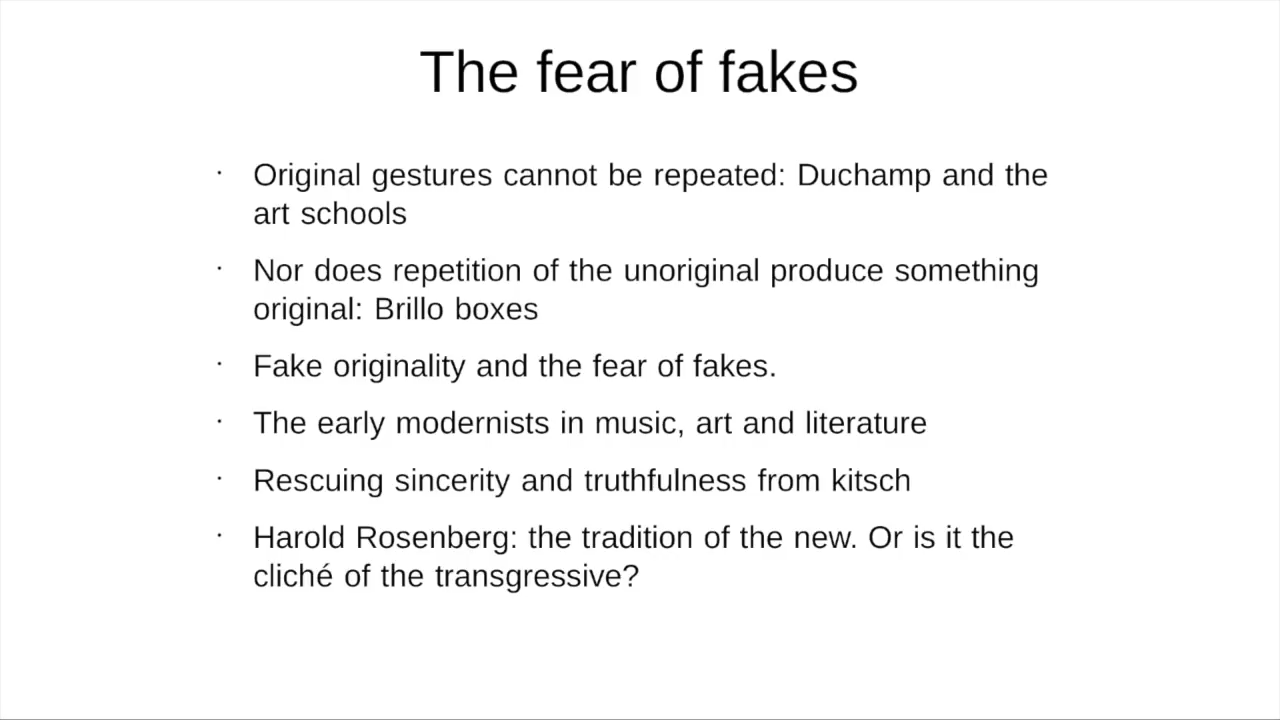 The fear of fakes
· Original gestures cannot be repeated: Duchamp and the
art schools
· Nor does repetition of the unoriginal produce something
original: Brillo boxes
· Fake originality and the fear of fakes.
· The early modernists in music, art and literature
· Rescuing sincerity and truthfulness from kitsch
· Harold Rosenberg: the tradition of the new. Or is it the
cliché of the transgressive?